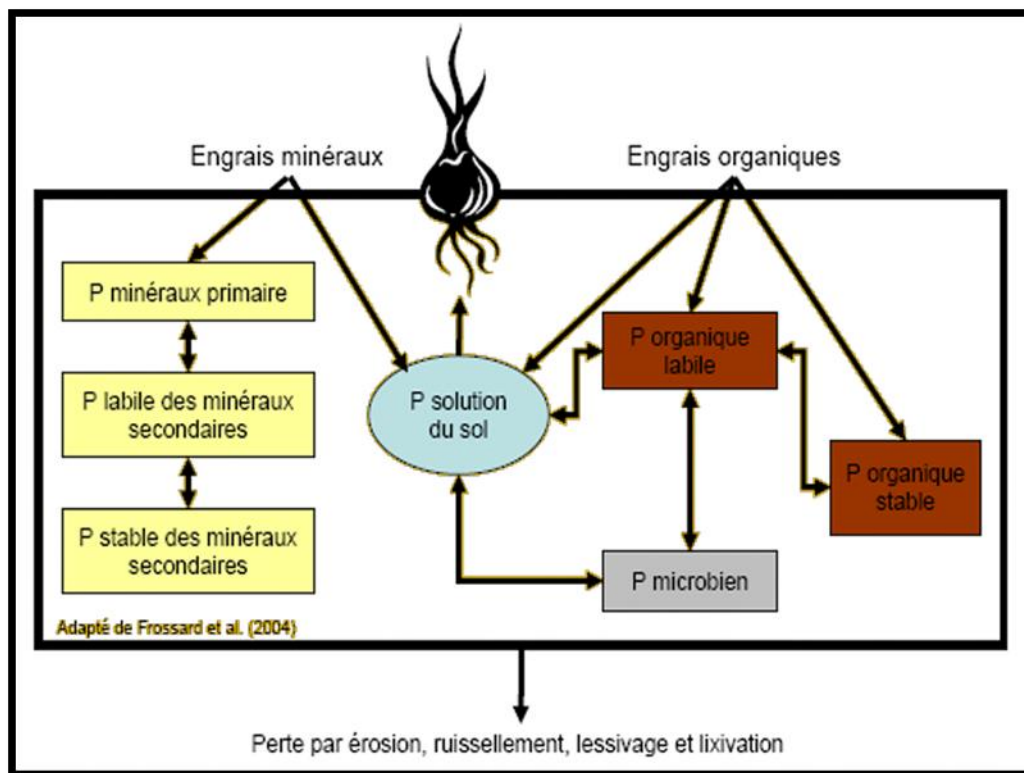 Engrais minéraux
Engrais organiques
P minéraux primaire
P labile des minéraux
secondaires
P stable des minéraux
secondaires
P solution
du sol
P organique
labile
P organique
stable
P microbien
Adapté de Frossard et al. (2004)
Perte par érosion, ruissellement, lessivage et lixivation